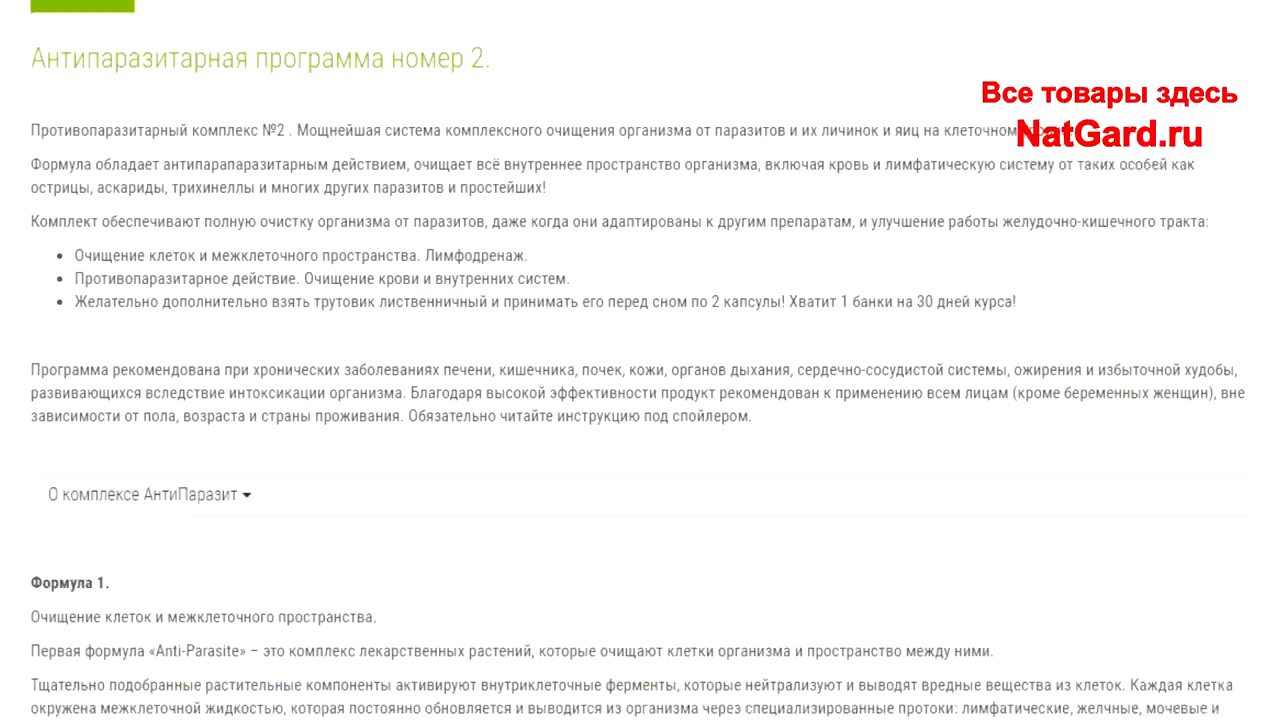 Антипаразитарная программа номер 2.
Все товары здесь
NatGard.ru
Противопаразитарный комплекс №2 . Мощнейшая система комплексного очищения организма от паразитов и их личинок и яиц на клеточном
Формула обладает антипарапаразитарным действием, очищает всё внутреннее пространство организма, включая кровь и лимфатическую систему от таких особей как
острицы, аскариды, трихинеллы и многих других паразитов и простейших!
Комплект обеспечивают полную очистку организма от паразитов, даже когда они адаптированы к другим препаратам, и улучшение работы желудочно-кишечного тракта:
• Очищение клеток и межклеточного пространства. Лимфодренаж.
• Противопаразитарное действие. Очищение крови и внутренних систем.
• Желательно дополнительно взять трутовик лиственничный и принимать его перед сном по 2 капсулы! Хватит 1 банки на 30 дней курса!
Программа рекомендована при хронических заболеваниях печени, кишечника, почек, кожи, органов дыхания, сердечно-сосудистой системы, ожирения и избыточной худобы,
развивающихся вследствие интоксикации организма. Благодаря высокой эффективности продукт рекомендован к применению всем лицам (кроме беременных женщин), вне
зависимости от пола, возраста и страны проживания. Обязательно читайте инструкцию под спойлером.
О комплексе АнтиПаразит
Формула 1.
Очищение клеток и межклеточного пространства.
Первая формула «Anti-Parasite» – это комплекс лекарственных растений, которые очищают клетки организма и пространство между ними.
Тщательно подобранные растительные компоненты активируют внутриклеточные ферменты, которые нейтрализуют и выводят вредные вещества из клеток. Каждая клетка
окружена межклеточной жидкостью, которая постоянно обновляется и выводится из организма через специализированные протоки: лимфатические, желчные, мочевые и